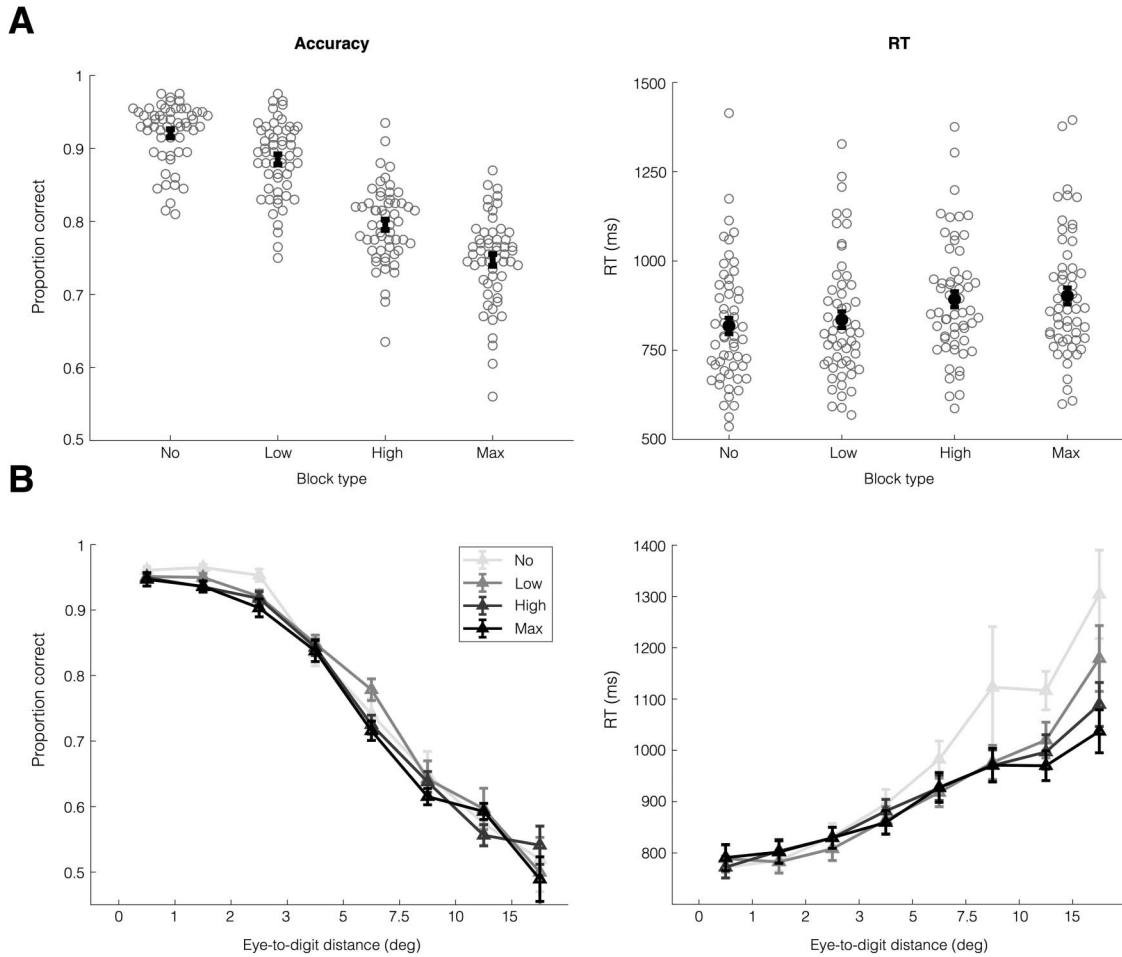 A
Accuracy
RT
1
0.9
0.8
0.7
0.6
0.5
Proportion correct
No
Low
High
Max
Block type
1500
1250
1000
750
500
RT (ms)
No
Low
High
Max
Block type
B
1
0.9
0.8
0.7
0.6
0.5
Proportion correct
No
Low
High
Max
0
1
2
3
5
7.5
10
15
Eye-to-digit distance (deg)
1400
1300
1200
1100
1000
900
800
RT (ms)
0
1
2
3
5
7.5
10
15
Eye-to-digit distance (deg)